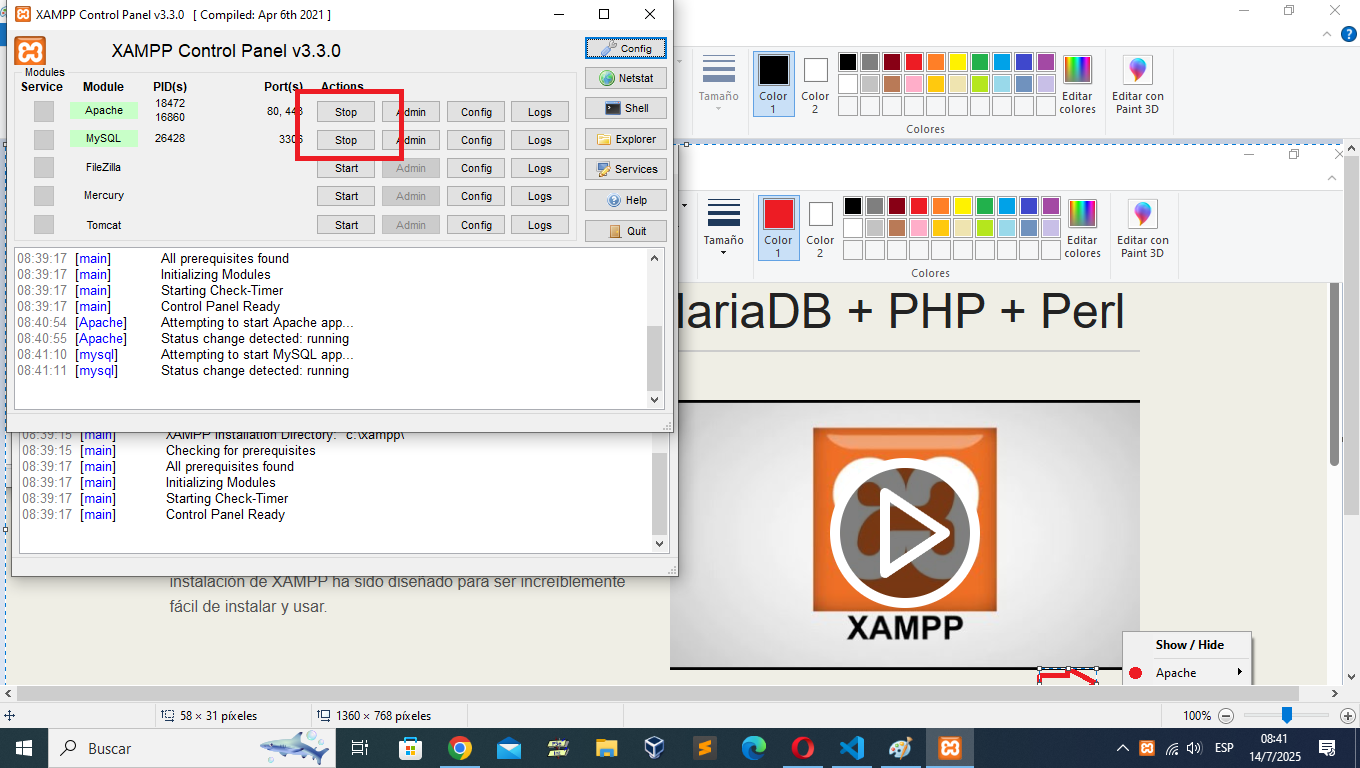 XAMPP Control Panel v3.3.0 [ Compiled: Apr 6th 2021 ]
XAMPP Control Panel v3.3.0
Config
Netstat
Shell
Explorer
Services
Help
Quit
Modules
Service Module PID(s) Port(s) Actions
Apache 18472 16860 80, 443 Stop Admin Config Logs
MySQL 26428 3306 Stop Admin Config Logs
FileZilla Start Admin Config Logs
Mercury Start Admin Config Logs
Tomcat Start Admin Config Logs
08:39:17 [main] All prerequisites found
08:39:17 [main] Initializing Modules
08:39:17 [main] Starting Check-Timer
08:39:17 [main] Control Panel Ready
08:40:54 [Apache] Attempting to start Apache app...
08:40:55 [Apache] Status change detected: running
08:41:10 [mysql] Attempting to start MySQL app...
08:41:11 [mysql] Status change detected: running
08:39:15 [main] XAMPP Installation Directory: "c:\xampp\"
08:39:15 [main] Checking for prerequisites
08:39:17 [main] All prerequisites found
08:39:17 [main] Initializing Modules
08:39:17 [main] Starting Check-Timer
08:39:17 [main] Control Panel Ready
instalación de XAMPP ha sido diseñado para ser increíblemente
fácil de instalar y usar.
Tamaño
Color 1
Color 2
Editar colores
Editar con Paint 3D
Colores
Tamaño
Color 1
Color 2
Editar colores
Editar con Paint 3D
Colores
lariaDB + PHP + Perl
XAMPP
Show / Hide
Apache
58 × 31 píxeles
1360 × 768 píxeles
100%
Buscar
ESP
08:41
14/7/2025